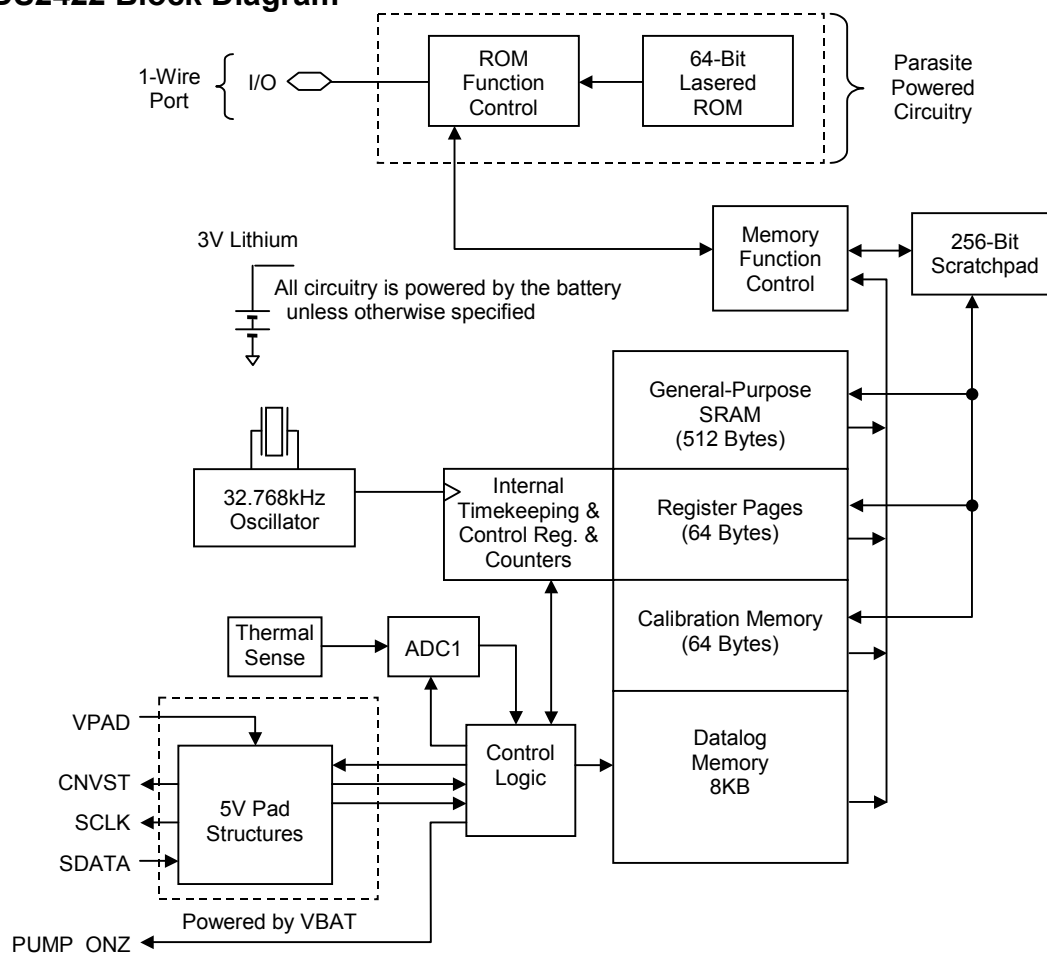 DS2422 Block Diagram
1-Wire
Port
I/O
ROM
Function
Control
64-Bit
Lasered
ROM
Parasite
Powered
Circuitry
3V Lithium
All circuitry is powered by the battery
unless otherwise specified
Memory
Function
Control
256-Bit
Scratchpad
General-Purpose
SRAM
(512 Bytes)
32.768kHz
Oscillator
Internal
Timekeeping &
Control Reg. &
Counters
Register Pages
(64 Bytes)
Thermal
Sense
ADC1
Calibration Memory
(64 Bytes)
VPAD
CNVST
SCLK
SDATA
5V Pad
Structures
Control
Logic
Datalog
Memory
8KB
Powered by VBAT
PUMP_ONZ